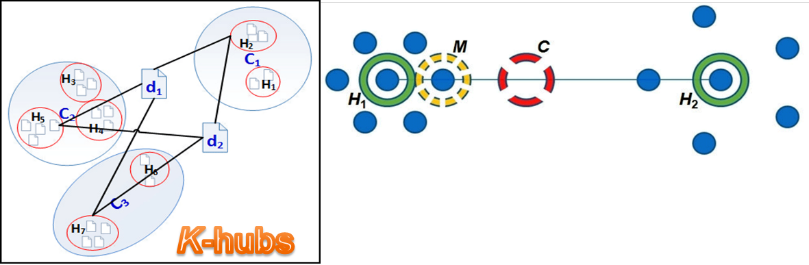 H₂
C₁
H₁
d₁
H₃
H₅
C₂
H₄
d₂
H₆
C₃
H₇
K-hubs
M
C
H₁
H₂